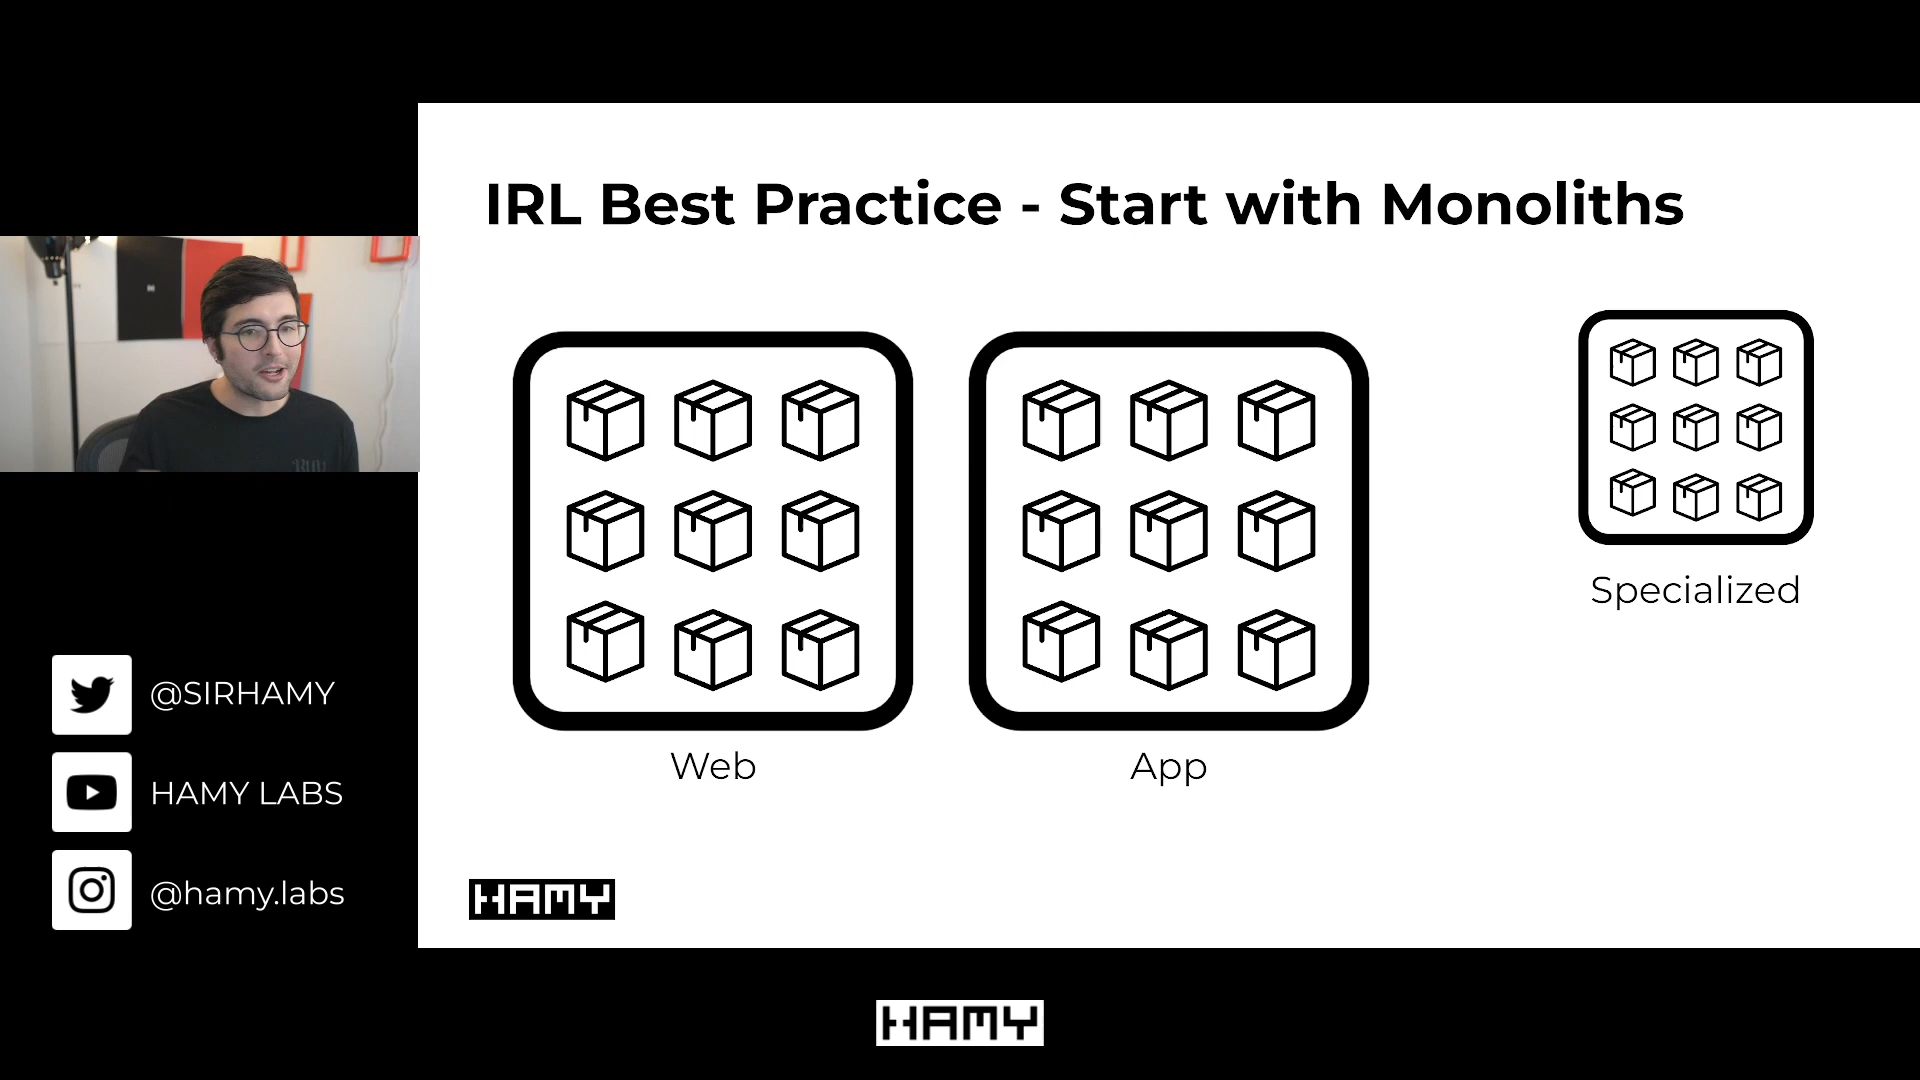 IRL Best Practice - Start with Monoliths
Specialized
Web
App
@SIRHAMY
HAMY LABS
@hamy.labs
HAMY
HAMY